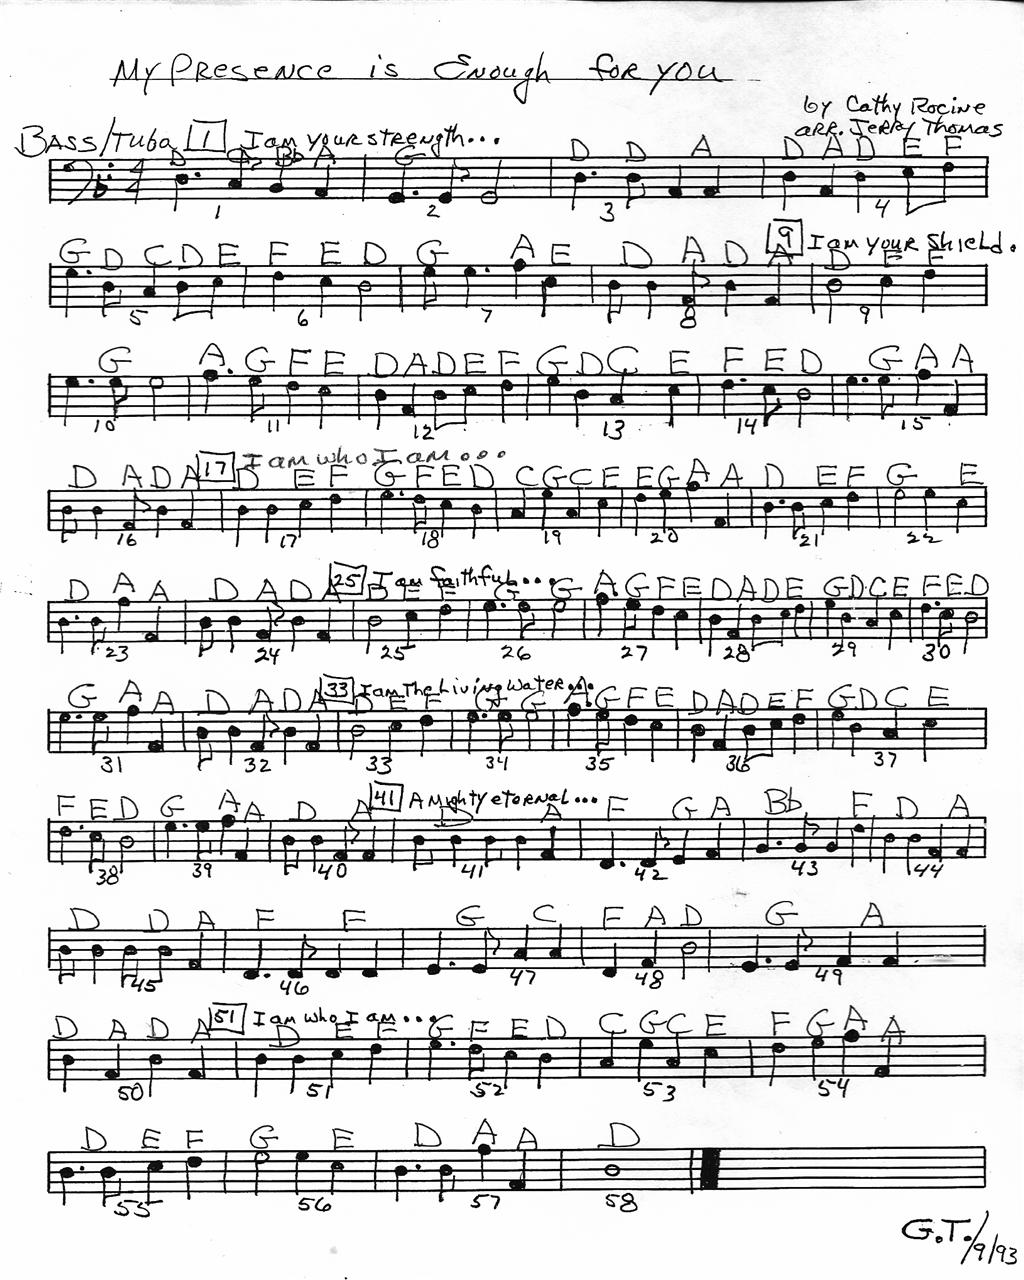 My Presence is Enough for you
by Cathy Rocine
arr. Jerry Thomas
Bass/Tuba 1 I am your strength...
D C Bb A G D D A D A D E F
1 2 3 4
9 I am your shield.
G D C D E F E D G A E D A D A D E F
5 6 7 8 9
G A. G F E D A D E F G D C E F E D G A A
10 11 12 13 14 15
17 I am who I am...
D A D A D E F G F E D C G C E E G A A D E F G E
16 17 18 19 20 21 22
25 I am faithful...
D A A D A D A D E F G G A G F E D A D E G D C E F E D
23 24 25 26 27 28 29 30
33 I am the Living Water...
G A A D A D A D E F G G A G F E D A D E F G D C E
31 32 33 34 35 36 37
41 A Mighty eternal...
F E D G A A D A D A F G A Bb F D A
38 39 40 41 42 43 44
D D A F F G C F A D G A
45 46 47 48 49
51 I am who I am...
D A D A D E F G F E D C G C E F G A A
50 51 52 53 54
D E F G E D A A D
55 56 57 58
G.T./9/93